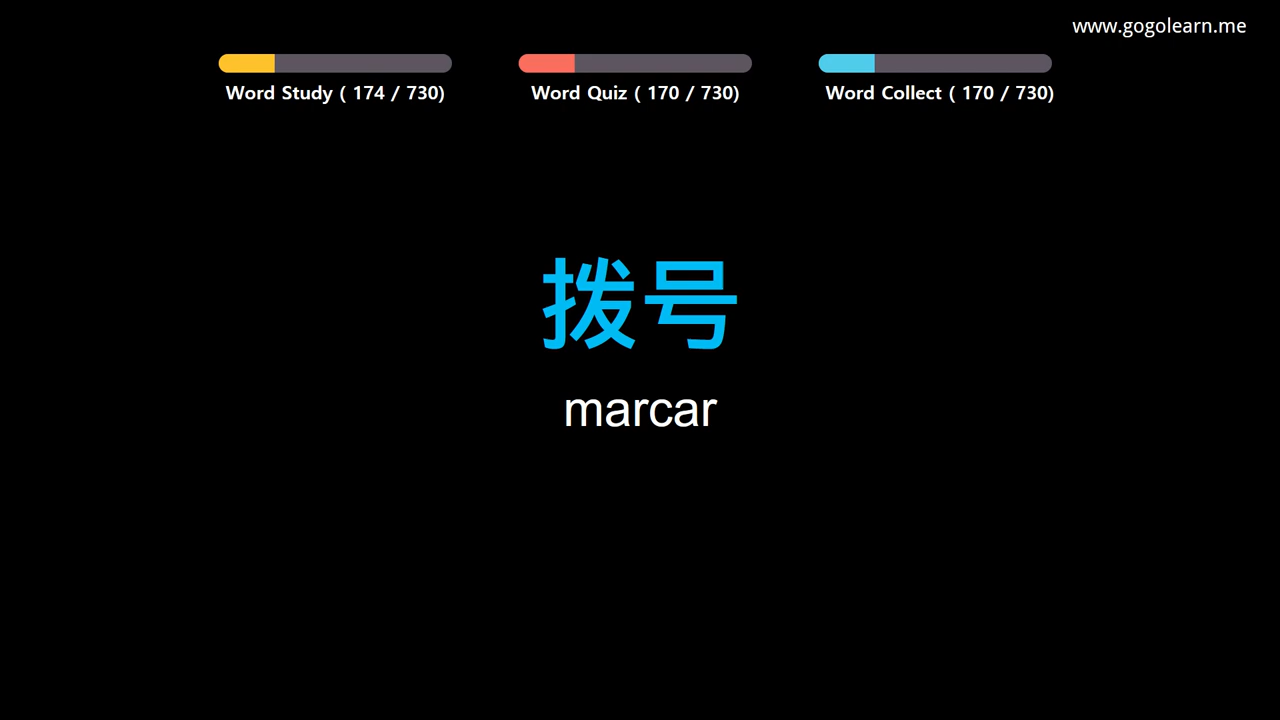 www.gogolearn.me
Word Study ( 174 / 730)
Word Quiz ( 170 / 730)
Word Collect ( 170 / 730)
拨号
marcar